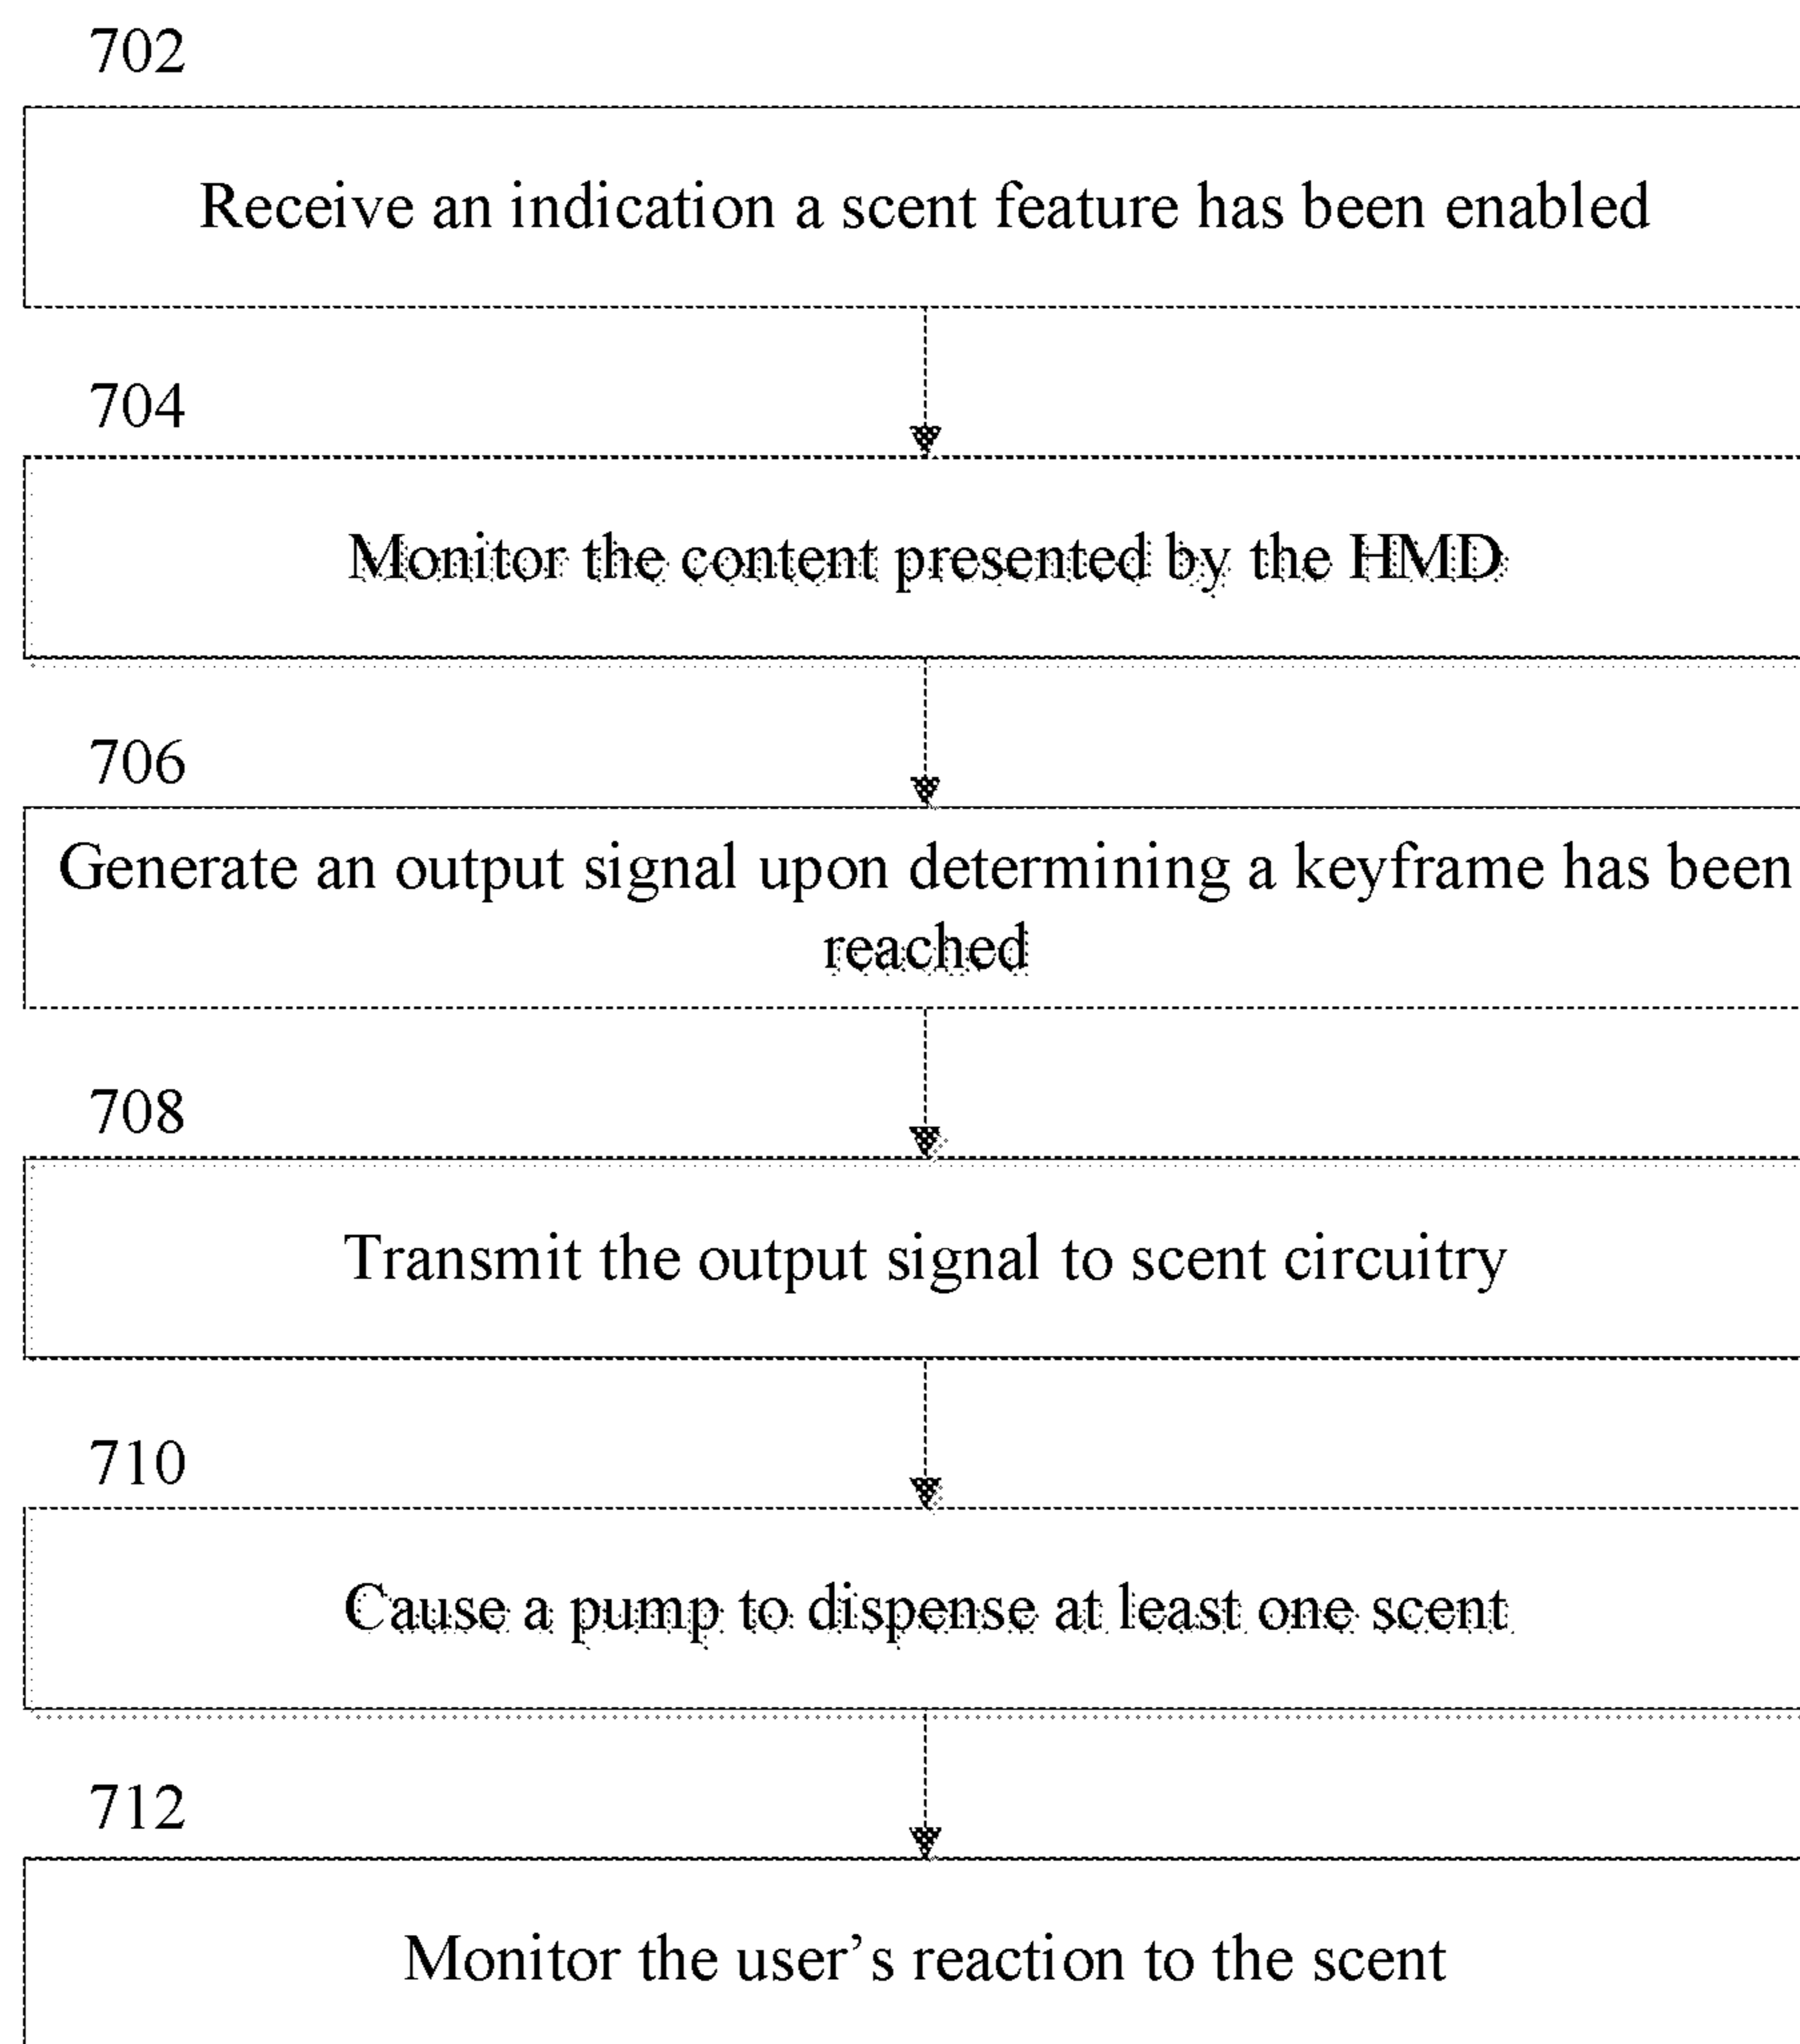 702
Receive an indication a scent feature has been enabled
704
Monitor the content presented by the HMD
706
Generate an output signal upon determining a keyframe has been
reached
708
Transmit the output signal to scent circuitry
710
Cause a pump to dispense at least one scent
712
Monitor the user’s reaction to the scent